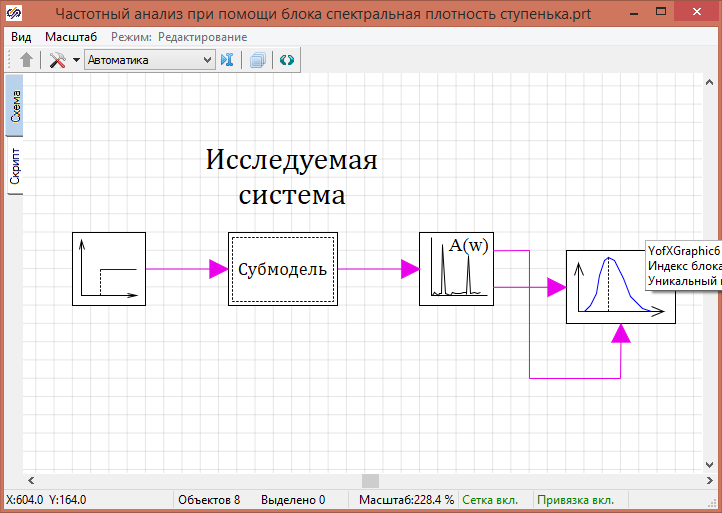 Частотный анализ при помощи блока спектральная плотность ступенька.prt
Вид Масштаб Режим: Редактирование
Автоматика
Схема
Скрипт
Исследуемая
система
Субмодель
A(w)
YofXGraphic6
Индекс блока
Уникальный
X:604.0 Y:164.0 Объектов 8 Выделено 0 Масштаб:228.4 % Сетка вкл. Привязка вкл.